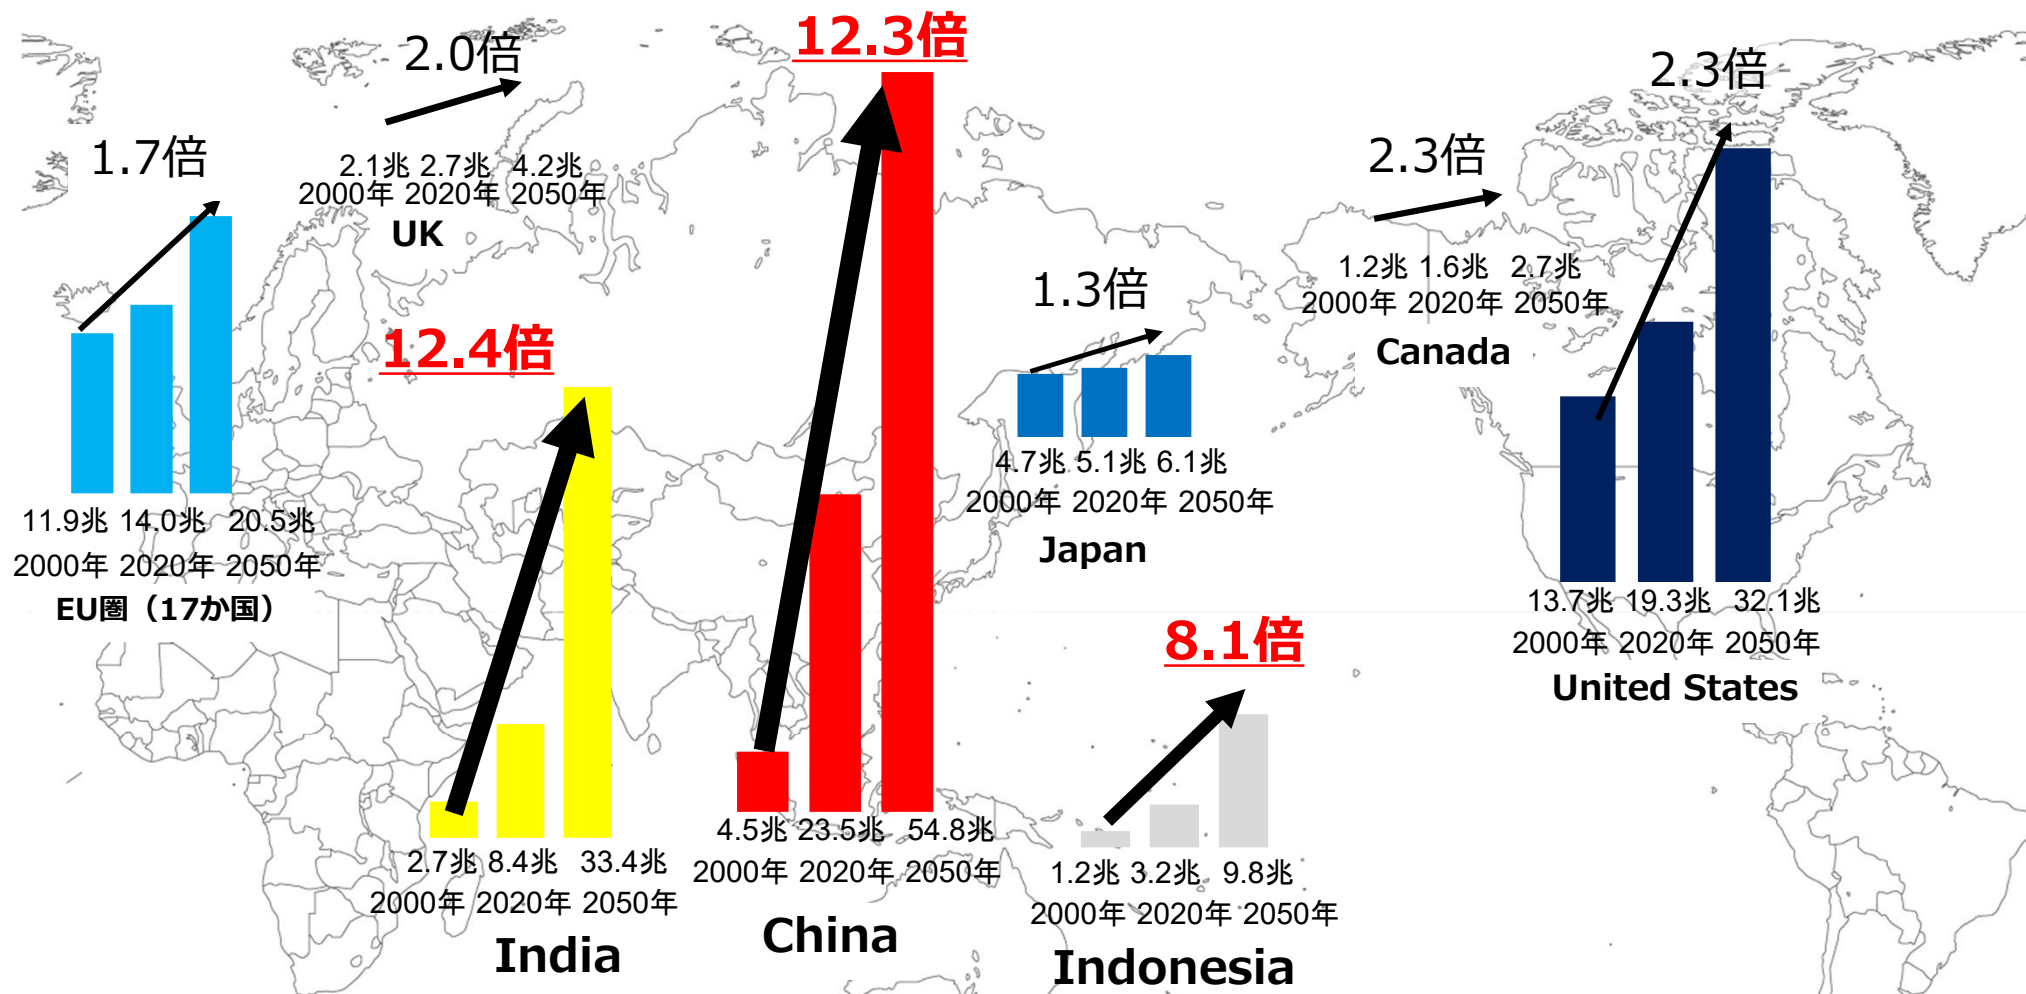 1.7倍
11.9兆 14.0兆 20.5兆
2000年 2020年 2050年
EU圏（17か国）
2.0倍
2.1兆 2.7兆 4.2兆
2000年 2020年 2050年
UK
12.4倍
2.7兆 8.4兆 33.4兆
2000年 2020年 2050年
India
12.3倍
4.5兆 23.5兆 54.8兆
2000年 2020年 2050年
China
1.3倍
4.7兆 5.1兆 6.1兆
2000年 2020年 2050年
Japan
8.1倍
1.2兆 3.2兆 9.8兆
2000年 2020年 2050年
Indonesia
2.3倍
1.2兆 1.6兆 2.7兆
2000年 2020年 2050年
Canada
2.3倍
13.7兆 19.3兆 32.1兆
2000年 2020年 2050年
United States